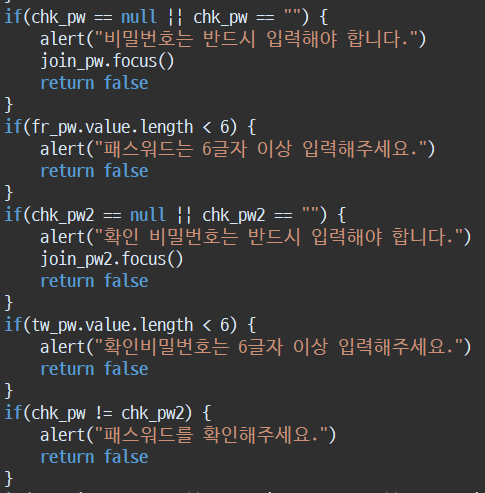 if(chk_pw == null || chk_pw == "") {
alert("비밀번호는 반드시 입력해야 합니다.")
join_pw.focus()
return false
}
if(fr_pw.value.length < 6) {
alert("패스워드는 6글자 이상 입력해주세요.")
return false
}
if(chk_pw2 == null || chk_pw2 == "") {
alert("확인 비밀번호는 반드시 입력해야 합니다.")
join_pw2.focus()
return false
}
if(tw_pw.value.length < 6) {
alert("확인비밀번호는 6글자 이상 입력해주세요.")
return false
}
if(chk_pw != chk_pw2) {
alert("패스워드를 확인해주세요.")
return false
}